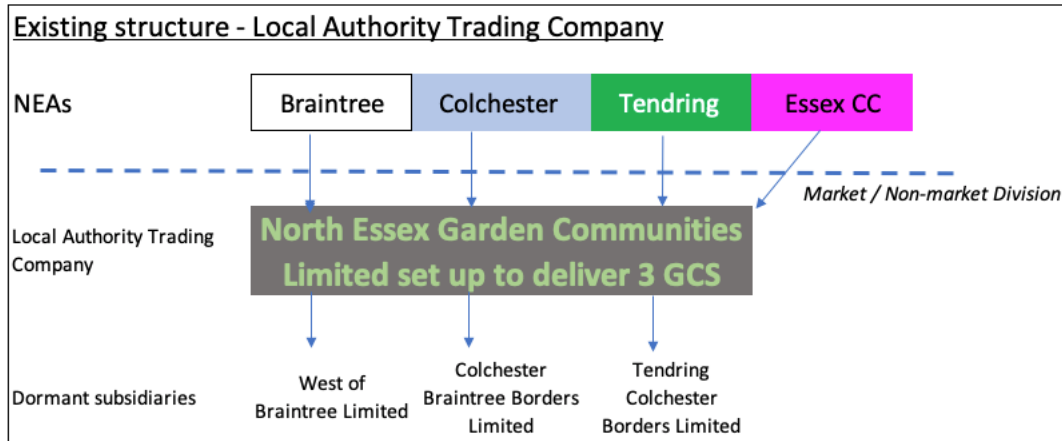 Existing structure - Local Authority Trading Company
NEAs
Braintree
Colchester
Tendring
Essex CC
Market / Non-market Division
Local Authority Trading
Company
North Essex Garden Communities
Limited set up to deliver 3 GCS
Dormant subsidiaries
West of
Braintree Limited
Colchester
Braintree Borders
Limited
Tendring
Colchester
Borders Limited